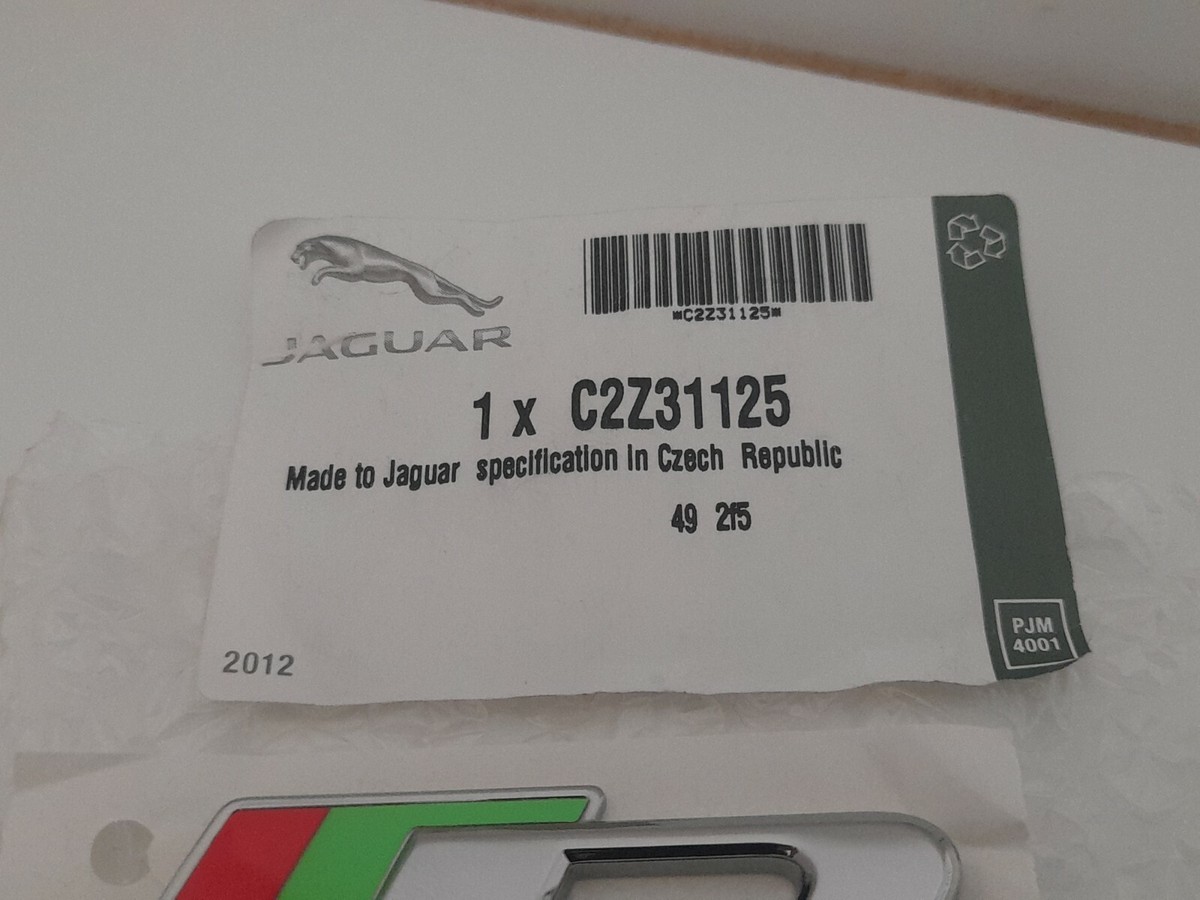 JAGUAR
*C2Z31125*
1 x C2Z31125
Made to Jaguar specification in Czech Republic
49 2f5
2012
PJM
4001
R